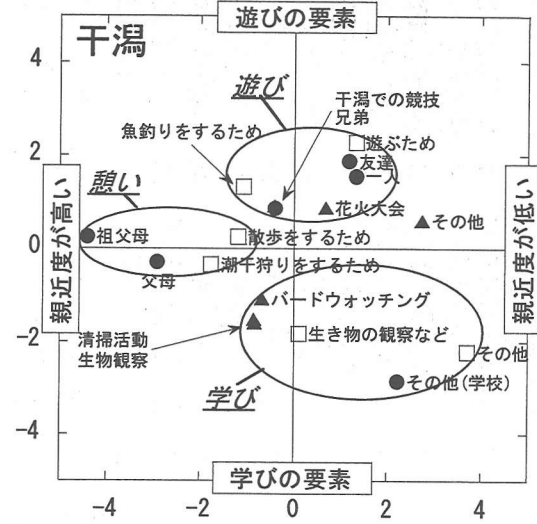 遊びの要素
干潟
4
遊び
干潟での競技
兄弟
魚釣りをするため
遊ぶため
友達
一人
2
憩い
花火大会
その他
親近度が高い
親近度が低い
祖父母
散歩をするため
0
父母
潮干狩りをするため
バードウォッチング
-2
清掃活動
生物観察
生き物の観察など
その他
その他(学校)
学び
-4
学びの要素
-4
-2
0
2
4